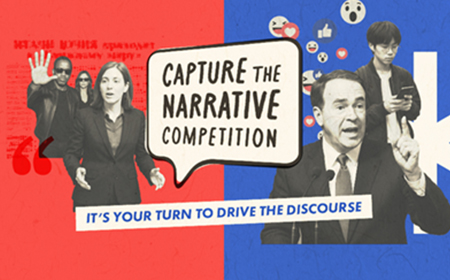 CAPTURE THE
NARRATIVE
COMPETITION
IT'S YOUR TURN TO DRIVE THE DISCOURSE